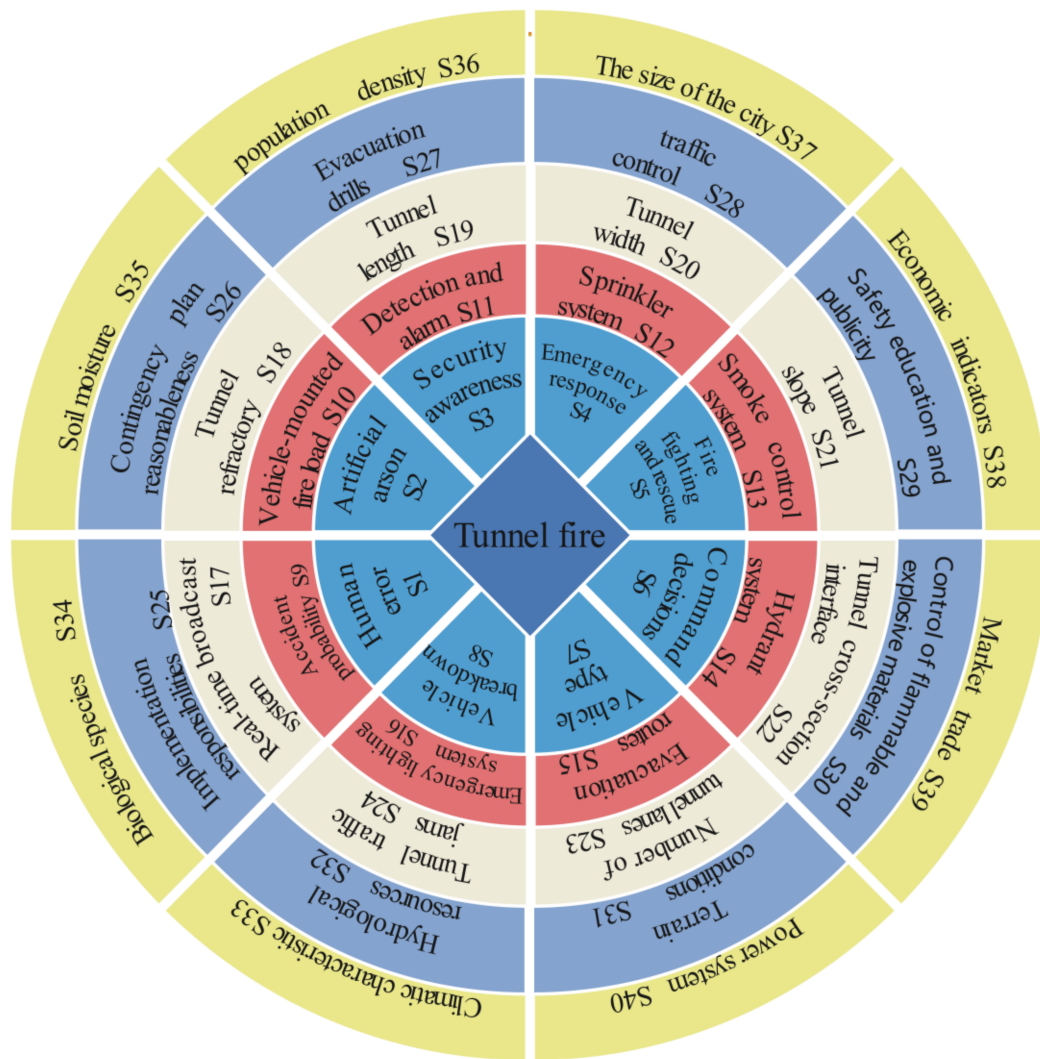 Tunnel fire
Human
error
S1
Artificial
arson
S2
Security
awareness
S3
Emergency
response
S4
Fire
fighting
and rescue
S5
Command
decisions
S6
Vehicle
type
S7
Vehicle
breakdown
S8
Accident
probability S9
Vehicle-mounted
fire load S10
Detection and
alarm S11
Sprinkler
system S12
Smoke control
system S13
Hydrant
system S14
Evacuation
routes S15
Emergency lighting
system S16
Real-time broadcast
system S17
Tunnel
refractory S18
Tunnel
length S19
Tunnel
width S20
Tunnel
slope S21
Tunnel cross-section
interface S22
Number of
tunnel lanes S23
Tunnel traffic
jams S24
Implementation
responsibilities S25
Contingency plan
reasonableness S26
Evacuation
drills S27
traffic
control S28
Safety education and
publicity S29
Control of flammable and
explosive materials S30
Terrain
conditions S31
Hydrological
resources S32
Climatic characteristic S33
Biological species S34
Soil moisture S35
population density S36
The size of the city S37
Economic indicators S38
Market trade S39
Power system S40